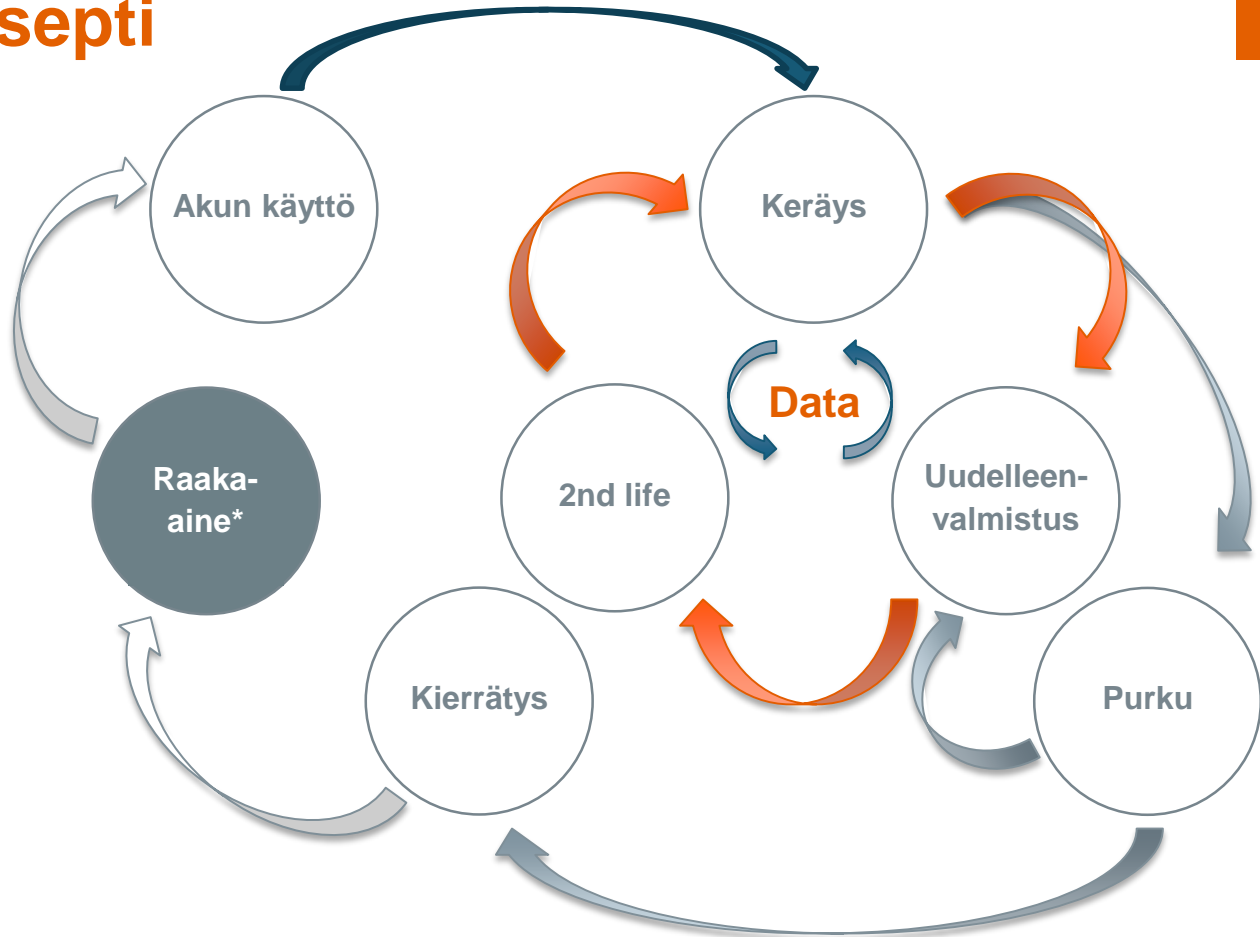 septi
Akun käyttö
Keräys
Data
Raaka-
aine*
2nd life
Uudelleen-
valmistus
Kierrätys
Purku